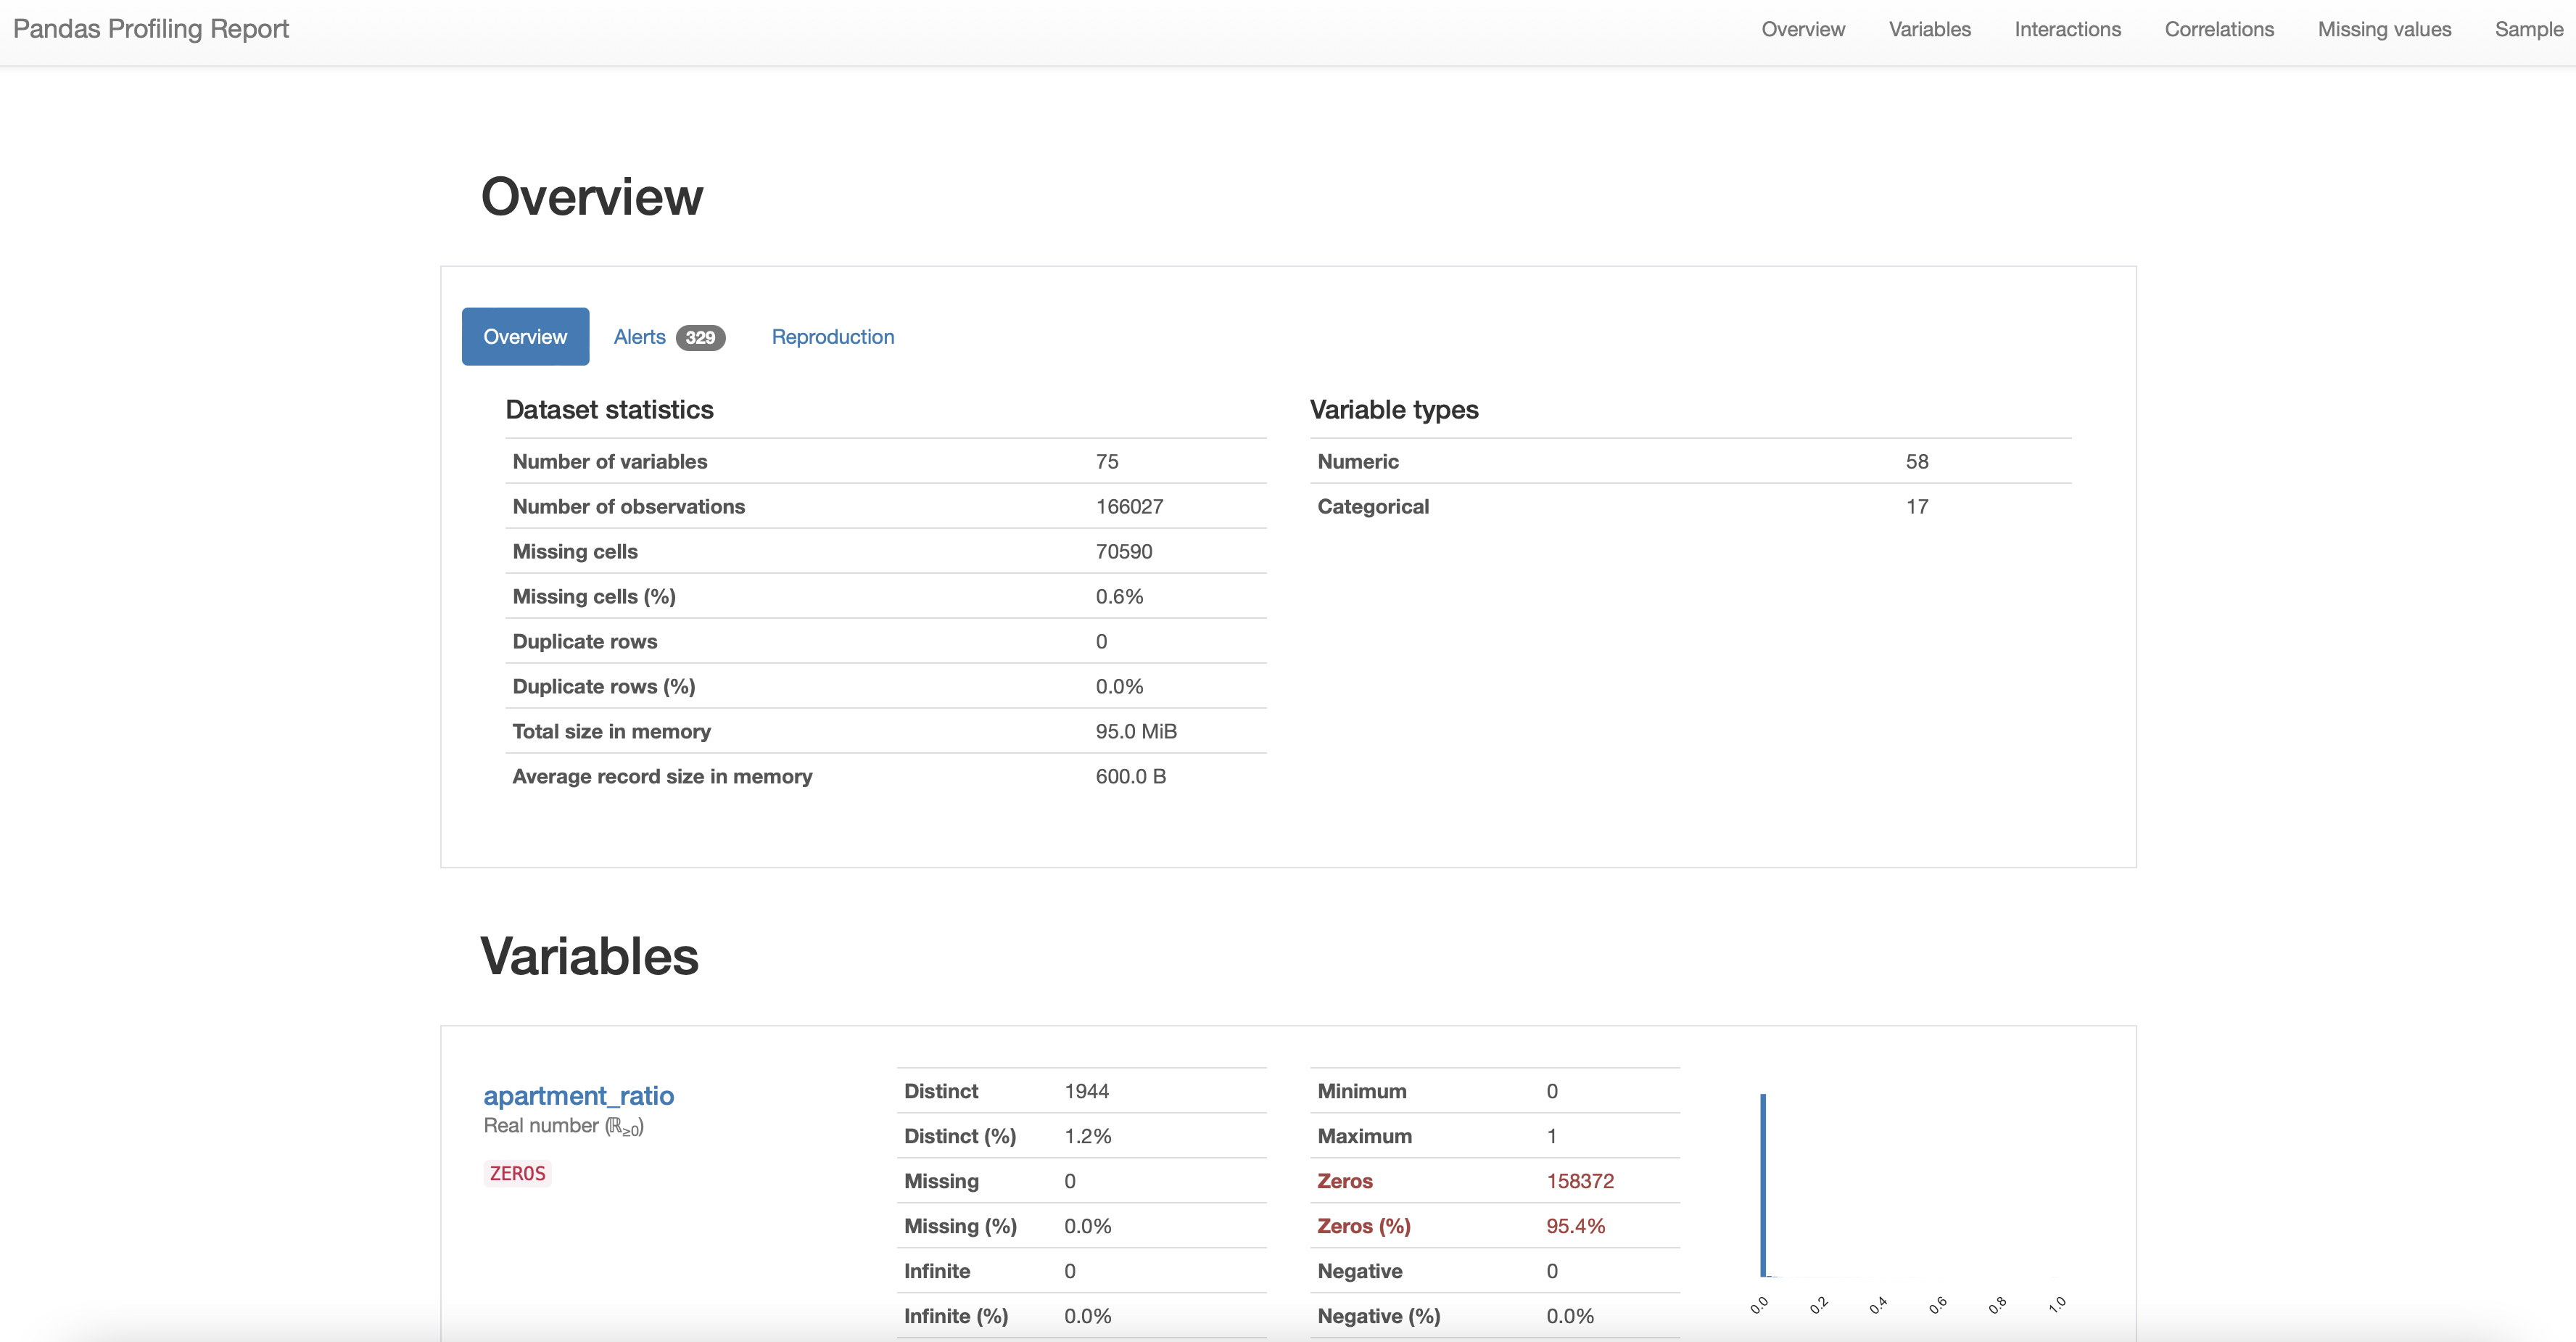 Pandas Profiling Report
Overview Variables Interactions Correlations Missing values Sample
Overview
Overview Alerts 329 Reproduction
Dataset statistics
Number of variables 75
Number of observations 166027
Missing cells 70590
Missing cells (%) 0.6%
Duplicate rows 0
Duplicate rows (%) 0.0%
Total size in memory 95.0 MiB
Average record size in memory 600.0 B
Variable types
Numeric 58
Categorical 17
Variables
apartment_ratio
Real number (ℝ≥0)
ZEROS
Distinct 1944
Distinct (%) 1.2%
Missing 0
Missing (%) 0.0%
Infinite 0
Infinite (%) 0.0%
Minimum 0
Maximum 1
Zeros 158372
Zeros (%) 95.4%
Negative 0
Negative (%) 0.0%
0.0 0.2 0.4 0.6 0.8 1.0